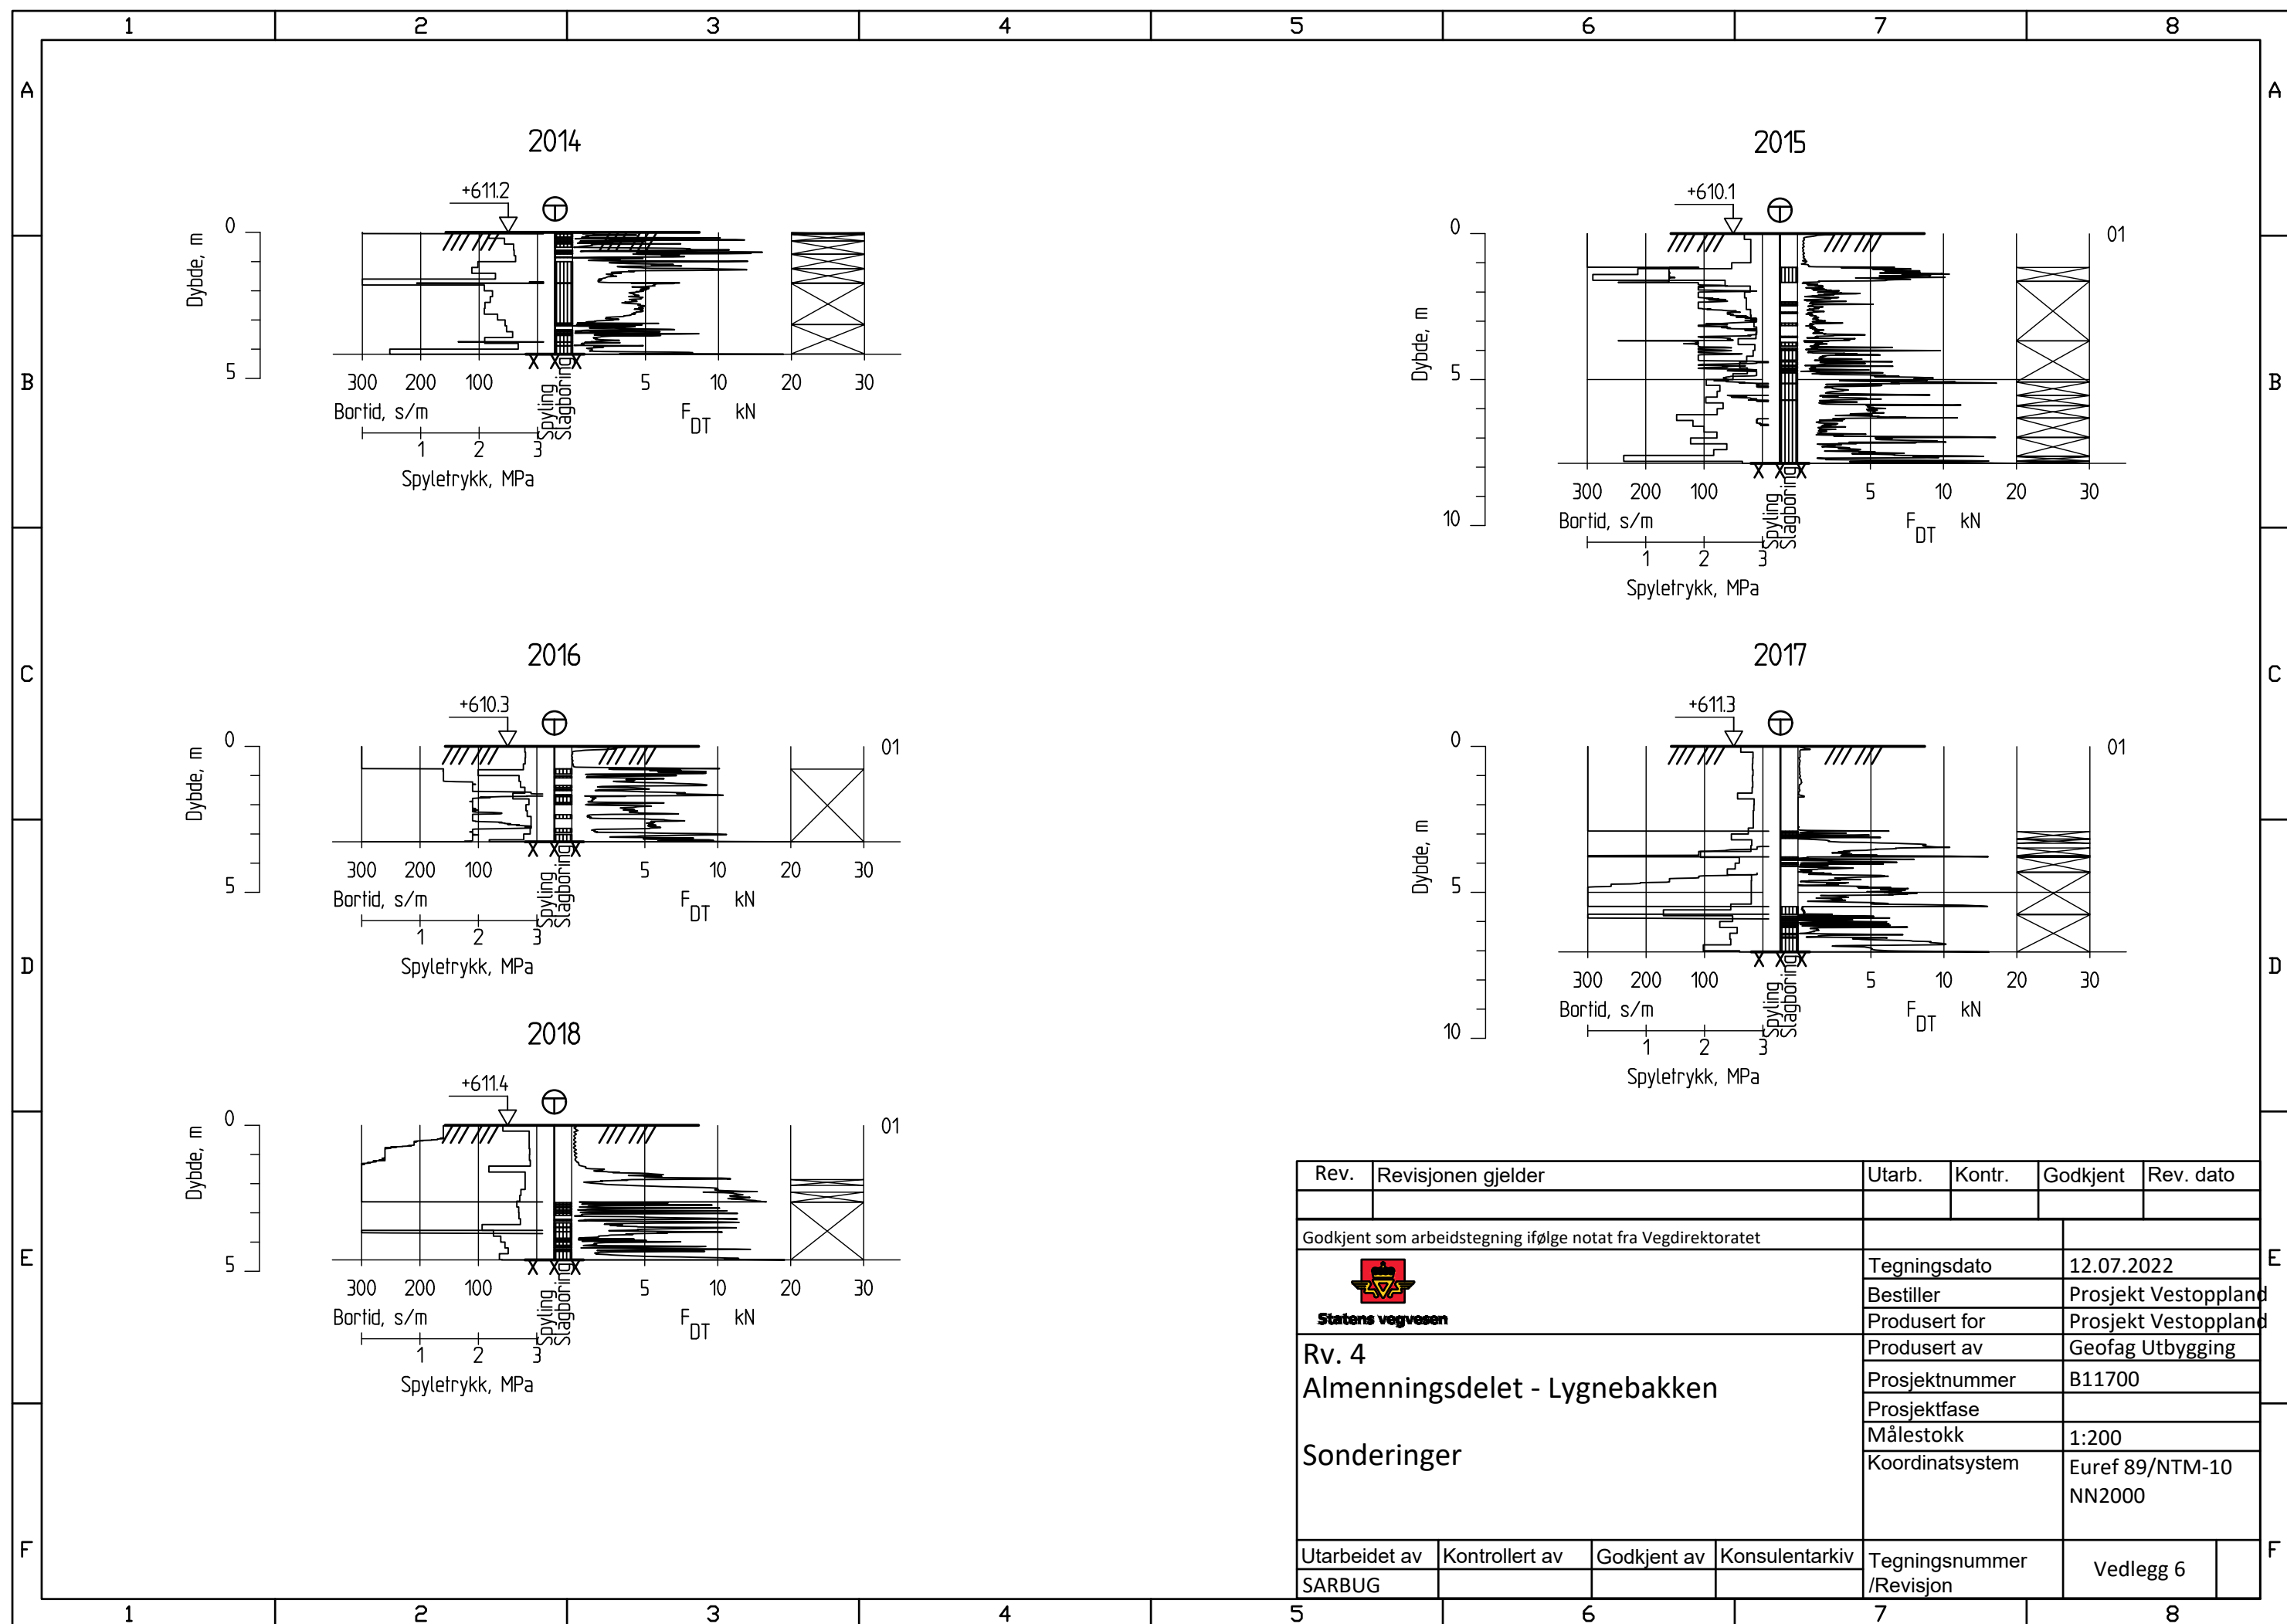 1 2 3 4 5 6 7 8
A A
B B
C C
D D
E E
F F
2014
+611.2
0
5
Dybde, m
300 200 100 5 10 20 30
Bortid, s/m
Spyling
Slagboring
F DT kN
1 2 3
Spyletrykk, MPa
2015
+610.1
01
0
5
10
Dybde, m
300 200 100 5 10 20 30
Bortid, s/m
Spyling
Slagboring
F DT kN
1 2 3
Spyletrykk, MPa
2016
+610.3
01
0
5
Dybde, m
300 200 100 5 10 20 30
Bortid, s/m
Spyling
Slagboring
F DT kN
1 2 3
Spyletrykk, MPa
2017
+611.3
01
0
5
10
Dybde, m
300 200 100 5 10 20 30
Bortid, s/m
Spyling
Slagboring
F DT kN
1 2 3
Spyletrykk, MPa
2018
+611.4
01
0
5
Dybde, m
300 200 100 5 10 20 30
Bortid, s/m
Spyling
Slagboring
F DT kN
1 2 3
Spyletrykk, MPa
Rev. Revisjonen gjelder Utarb. Kontr. Godkjent Rev. dato
Godkjent som arbeidstegning ifølge notat fra Vegdirektoratet
Statens vegvesen
Tegningsdato 12.07.2022
Bestiller Prosjekt Vestoppland
Produsert for Prosjekt Vestoppland
Produsert av Geofag Utbygging
Prosjektnummer B11700
Prosjektfase
Målestokk 1:200
Koordinatsystem Euref 89/NTM-10
NN2000
Rv. 4
Almenningsdelet - Lygnebakken
Sonderinger
Utarbeidet av Kontrollert av Godkjent av Konsulentarkiv
SARBUG
Tegningsnummer
/Revisjon
Vedlegg 6
1 2 3 4 5 6 7 8